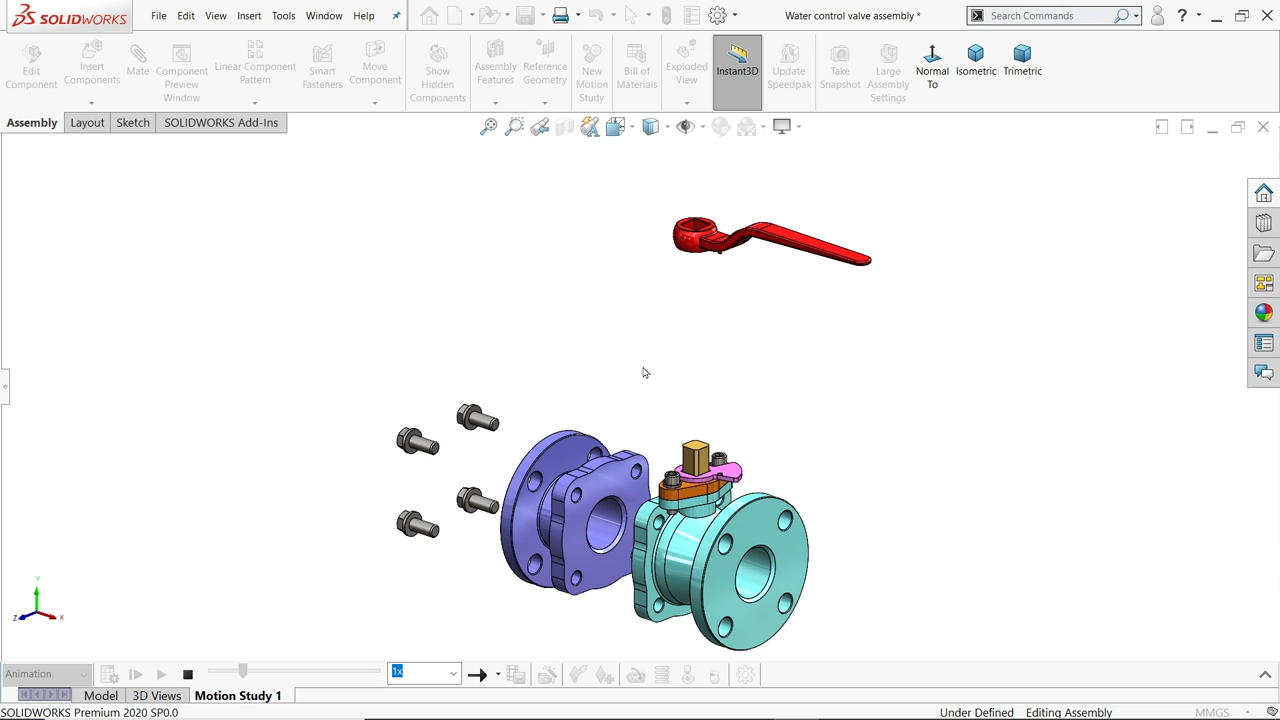 SOLIDWORKS
File Edit View Insert Tools Window Help
Water control valve assembly *
Search Commands
?
Edit Component
Insert Components
Mate
Component Preview Window
Linear Component Pattern
Smart Fasteners
Move Component
Show Hidden Components
Assembly Features
Reference Geometry
New Motion Study
Bill of Materials
Exploded View
Instant3D
Update Speedpak
Take Snapshot
Large Assembly Settings
Normal To
Isometric
Trimetric
Assembly Layout Sketch SOLIDWORKS Add-Ins
Y
Z
X
Animation
1x
Model 3D Views Motion Study 1
SOLIDWORKS Premium 2020 SP0.0
Under Defined Editing Assembly MMGS